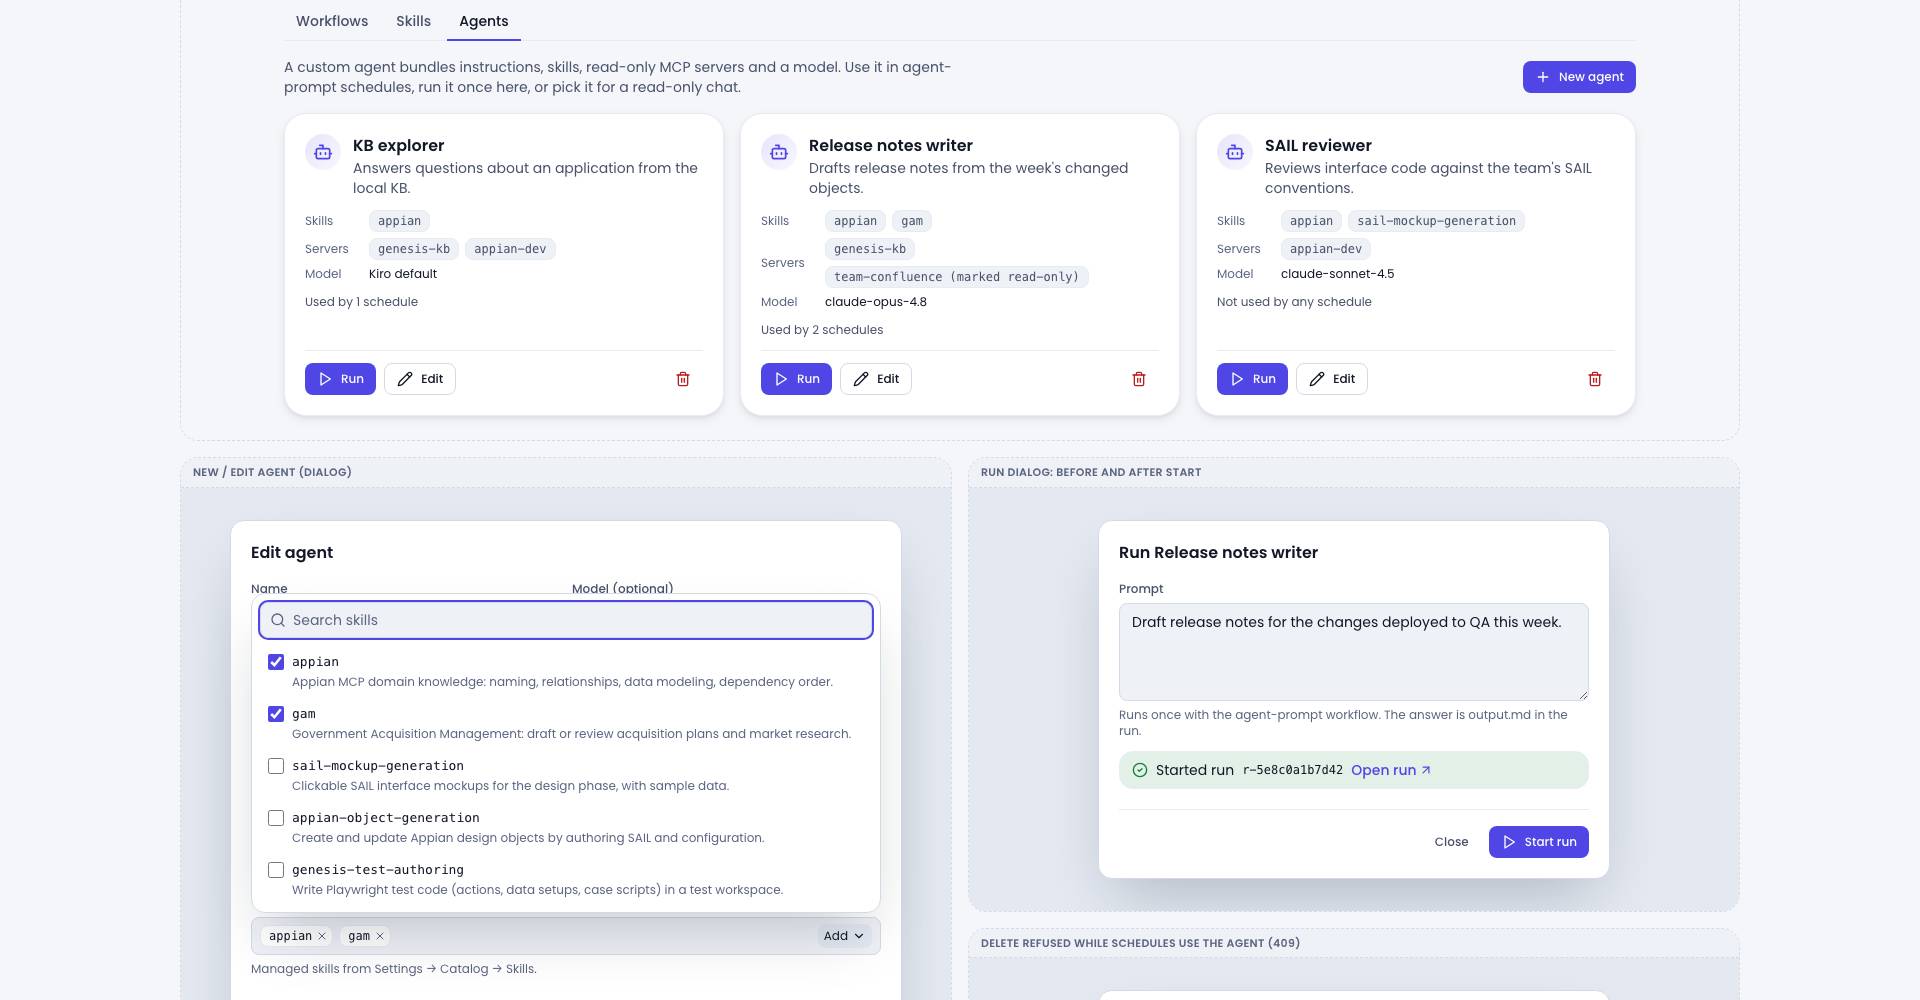 Workflows Skills Agents
A custom agent bundles instructions, skills, read-only MCP servers and a model. Use it in agent-
prompt schedules, run it once here, or pick it for a read-only chat.
New agent
KB explorer
Answers questions about an application from the
local KB.
Skills appian
Servers genesis-kb appian-dev
Model Kiro default
Used by 1 schedule
Run Edit
Release notes writer
Drafts release notes from the week's changed
objects.
Skills appian gam
Servers genesis-kb
team-confluence (marked read-only)
Model claude-opus-4.8
Used by 2 schedules
Run Edit
SAIL reviewer
Reviews interface code against the team's SAIL
conventions.
Skills appian sail-mockup-generation
Servers appian-dev
Model claude-sonnet-4.5
Not used by any schedule
Run Edit
NEW / EDIT AGENT (DIALOG)
Edit agent
Name Model (optional)
Search skills
appian
Appian MCP domain knowledge: naming, relationships, data modeling, dependency order.
gam
Government Acquisition Management: draft or review acquisition plans and market research.
sail-mockup-generation
Clickable SAIL interface mockups for the design phase, with sample data.
appian-object-generation
Create and update Appian design objects by authoring SAIL and configuration.
genesis-test-authoring
Write Playwright test code (actions, data setups, case scripts) in a test workspace.
appian × gam × Add
Managed skills from Settings → Catalog → Skills.
RUN DIALOG: BEFORE AND AFTER START
Run Release notes writer
Prompt
Draft release notes for the changes deployed to QA this week.
Runs once with the agent-prompt workflow. The answer is output.md in the
run.
Started run r-5e8c0a1b7d42 Open run ↗
Close Start run
DELETE REFUSED WHILE SCHEDULES USE THE AGENT (409)